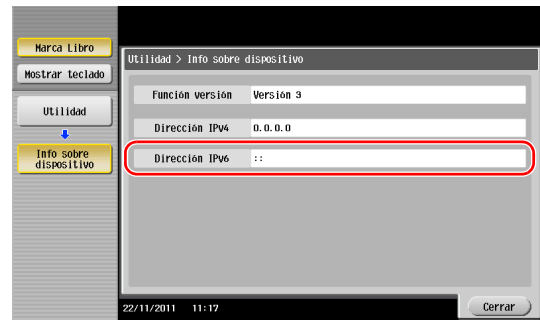 Marca Libro
Mostrar teclado
Utilidad
Info sobre
dispositivo
Utilidad > Info sobre dispositivo
Función versión Versión 3
Dirección IPv4 0.0.0.0
Dirección IPv6 ::
22/11/2011 11:17
Cerrar